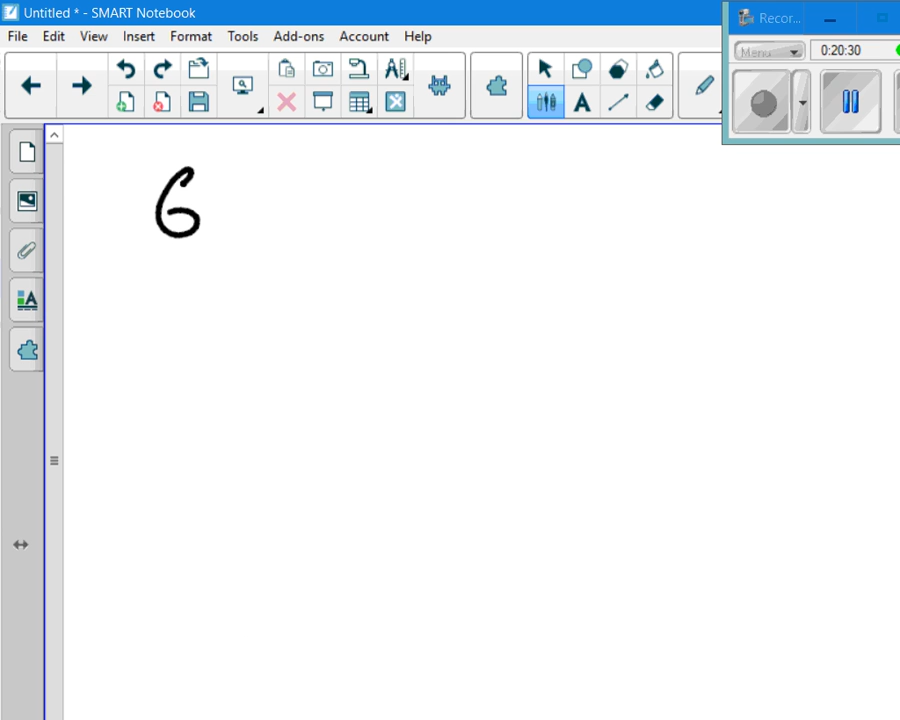 Untitled * - SMART Notebook
Recor...
File Edit View Insert Format Tools Add-ons Account Help
Menu
0:20:30
6